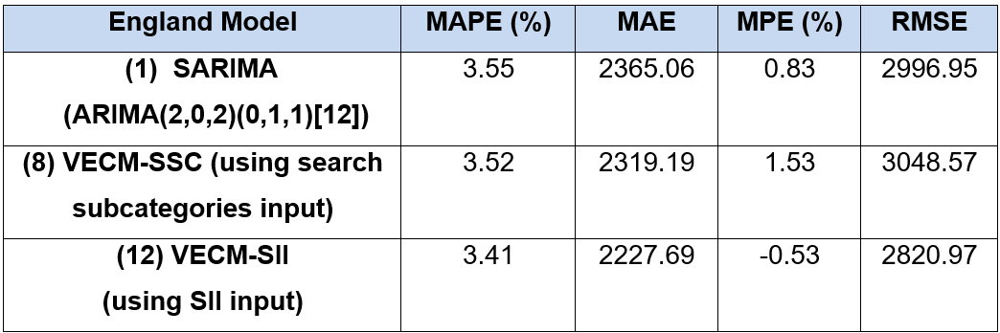 England Model MAPE (%) MAE MPE (%) RMSE
(1) SARIMA 3.55 2365.06 0.83 2996.95
(ARIMA(2,0,2)(0,1,1)[12])
(8) VECM-SSC (using search 3.52 2319.19 1.53 3048.57
subcategories input)
(12) VECM-SII 3.41 2227.69 -0.53 2820.97
(using SII input)